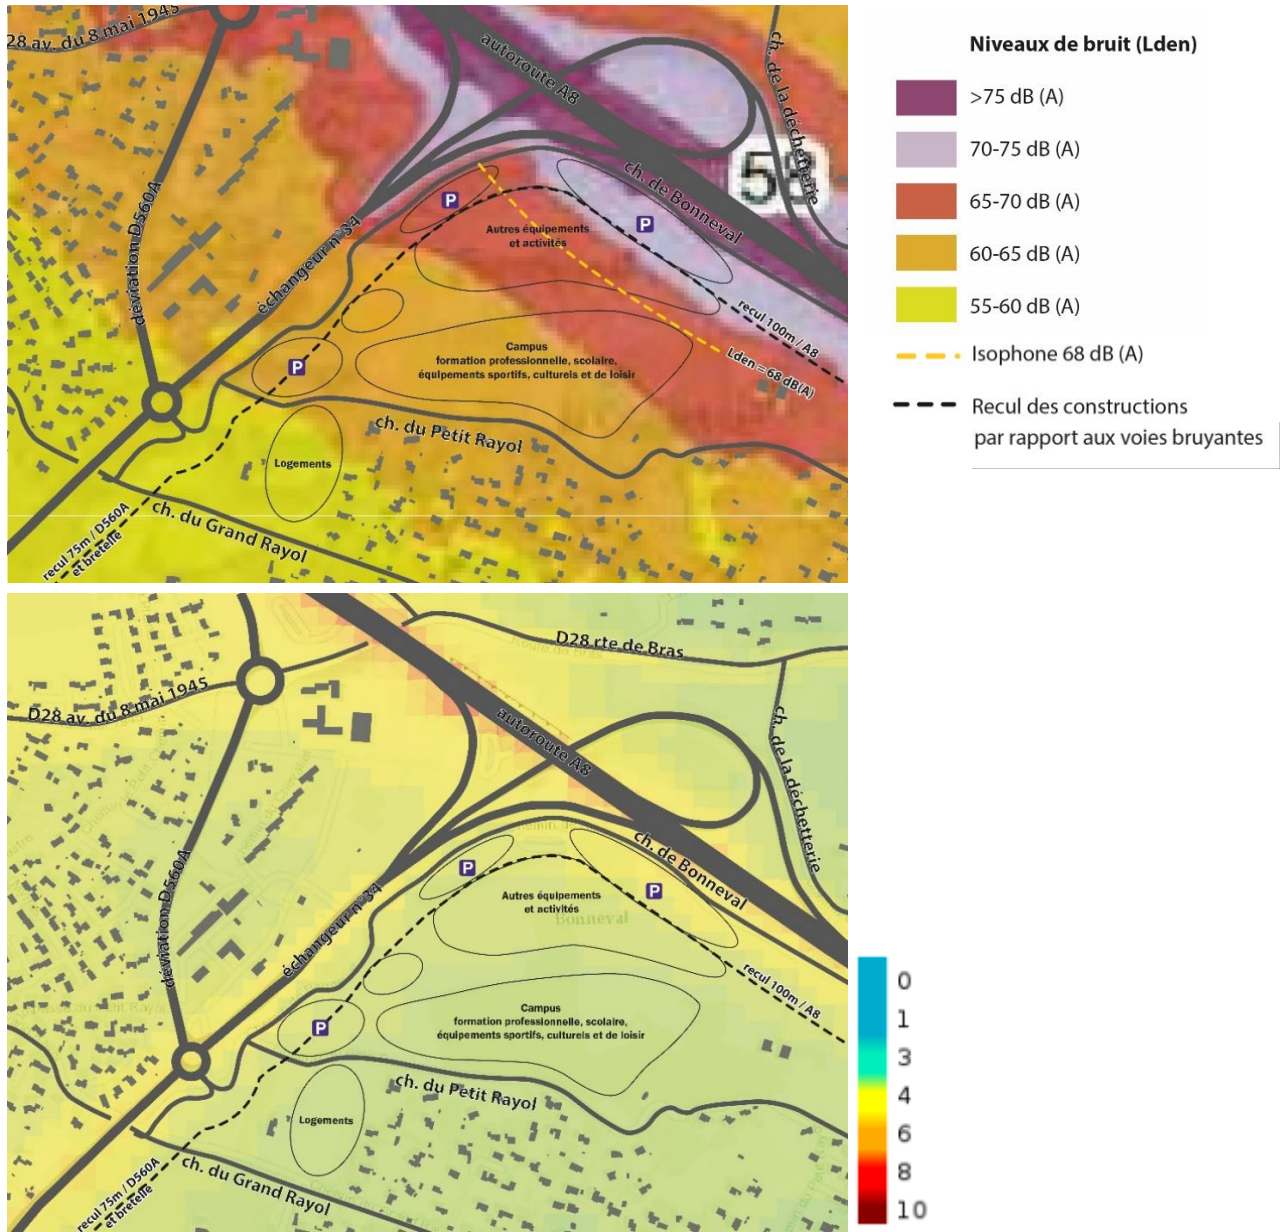 28 av. du 8 mai 1945
autoroute A8
ch. de la déchetterie
58
déviation D560A
échangeur n°34
ch. de Bonneval
P
P
Autres équipements
et activités
recul 100m / A8
Lden = 68 dB(A)
Campus
formation professionnelle, scolaire,
équipements sportifs, culturels et de loisir
P
ch. du Petit Rayol
Logements
ch. du Grand Rayol
recul 75m / D560A
et bretelle
Niveaux de bruit (Lden)
>75 dB (A)
70-75 dB (A)
65-70 dB (A)
60-65 dB (A)
55-60 dB (A)
Isophone 68 dB (A)
Recul des constructions
par rapport aux voies bruyantes
D28 rte de Bras
D28 av. du 8 mai 1945
autoroute A8
ch. de la déchetterie
déviation D560A
échangeur n°34
ch. de Bonneval
P
P
Autres équipements
et activités
Bonneval
recul 100m / A8
Campus
formation professionnelle, scolaire,
équipements sportifs, culturels et de loisir
P
ch. du Petit Rayol
Logements
ch. du Grand Rayol
recul 75m / D560A
et bretelle
0
1
3
4
6
8
10